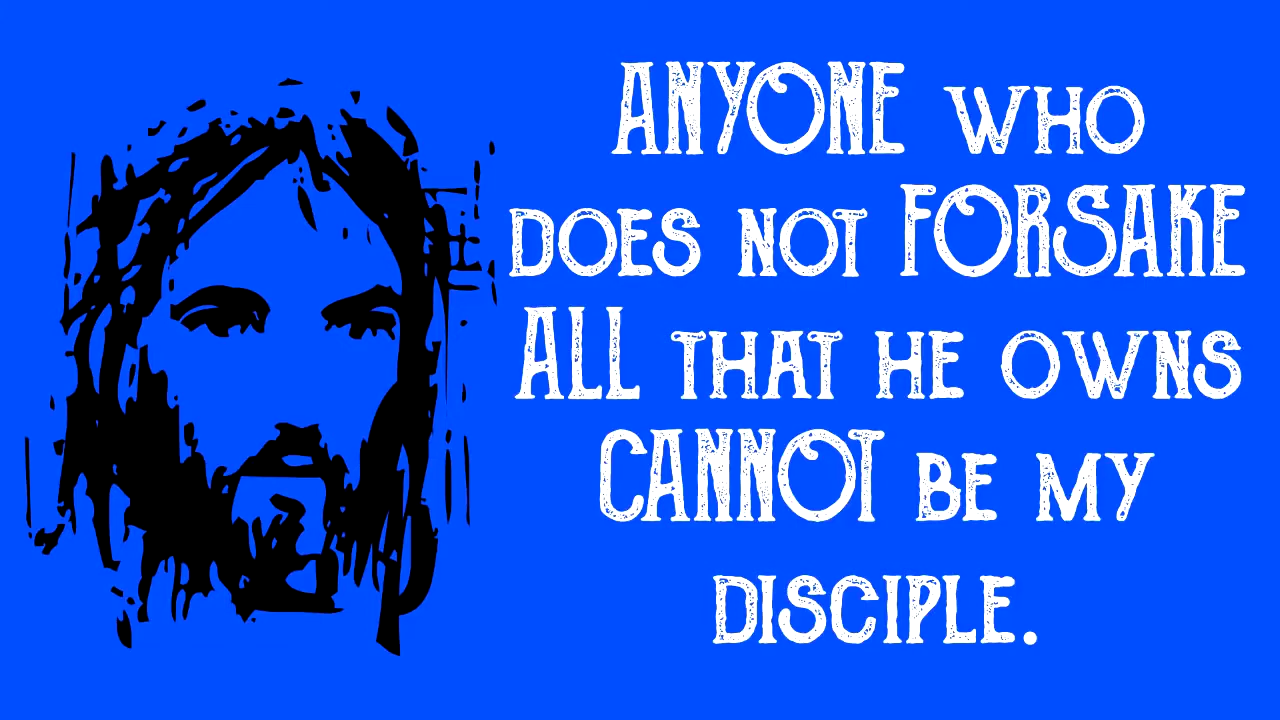 ANYONE WHO
DOES NOT FORSAKE
ALL THAT HE OWNS
CANNOT BE MY
DISCIPLE.